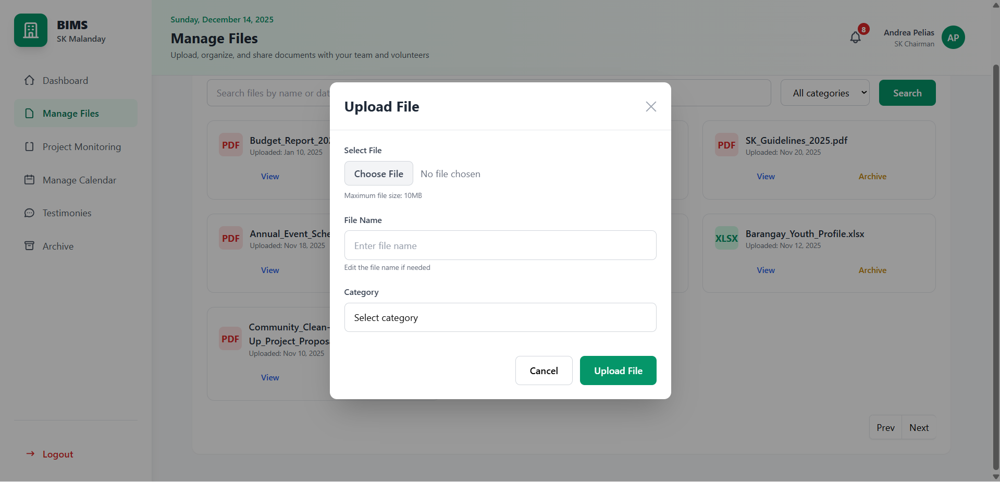 BIMS
SK Malanday
Dashboard
Manage Files
Project Monitoring
Manage Calendar
Testimonies
Archive
Logout
Sunday, December 14, 2025
Manage Files
Upload, organize, and share documents with your team and volunteers
8
Andrea Pelias
SK Chairman
AP
Search files by name or dat
All categories
Search
PDF
Budget_Report_202
Uploaded: Jan 10, 2025
View
PDF
SK_Guidelines_2025.pdf
Uploaded: Nov 20, 2025
View
Archive
PDF
Annual_Event_Sche
Uploaded: Nov 18, 2025
View
XLSX
Barangay_Youth_Profile.xlsx
Uploaded: Nov 12, 2025
View
Archive
PDF
Community_Clean-
Up_Project_Proposa
Uploaded: Nov 10, 2025
View
Prev
Next
Upload File
Select File
Choose File
No file chosen
Maximum file size: 10MB
File Name
Enter file name
Edit the file name if needed
Category
Select category
Cancel
Upload File